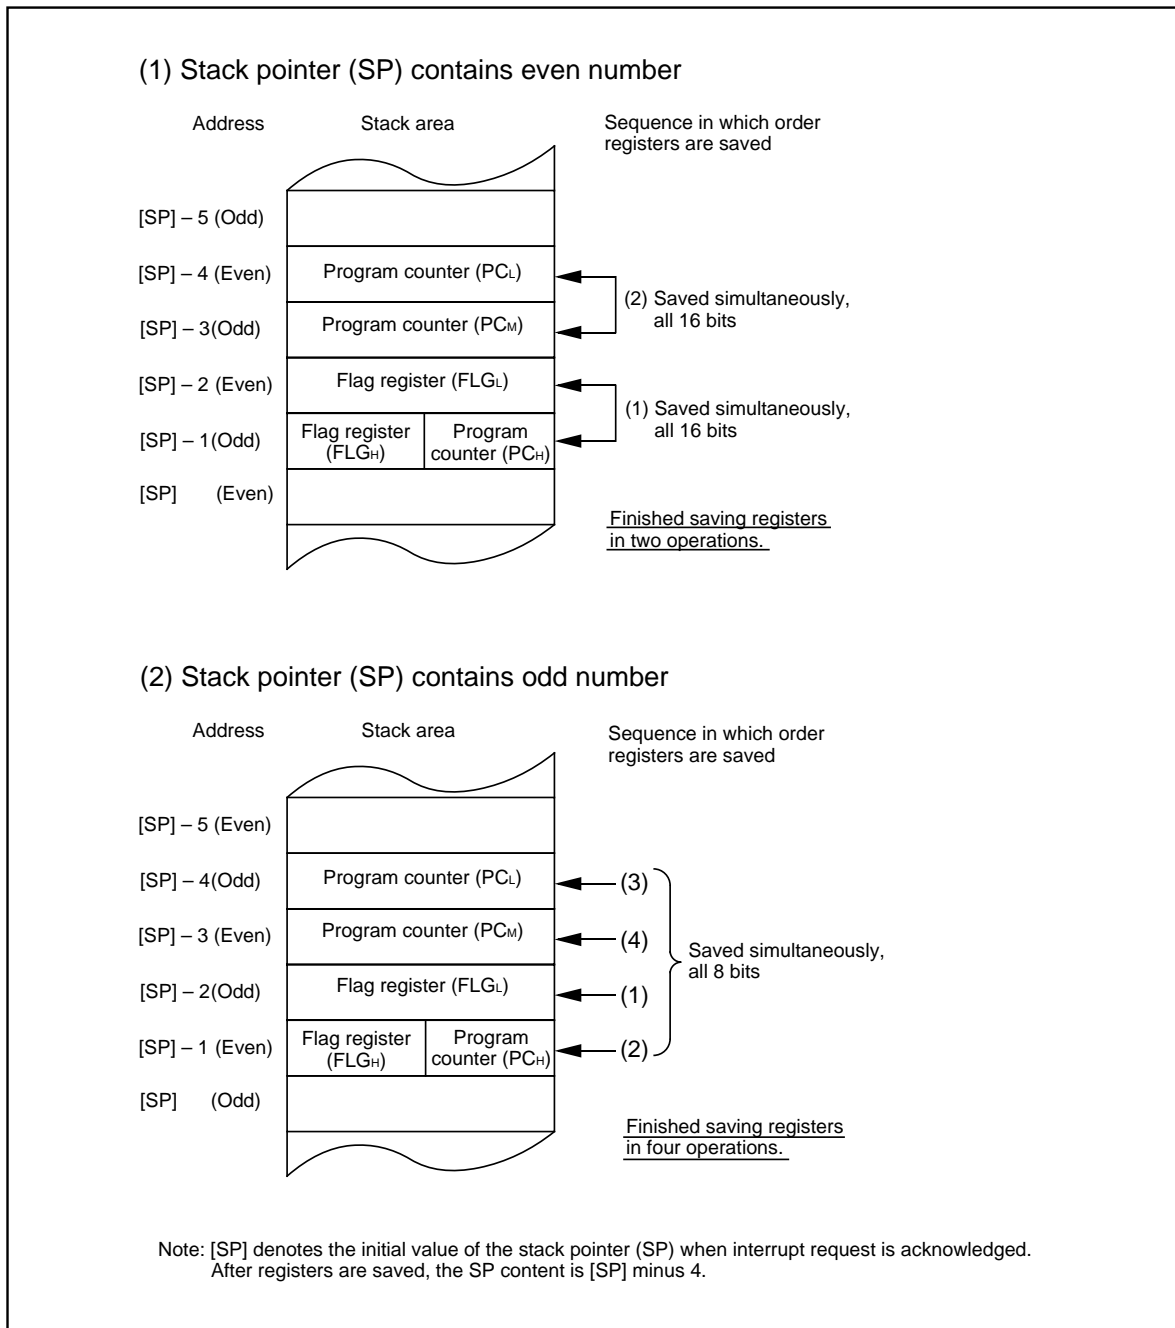 (1) Stack pointer (SP) contains even number
Address
Stack area
Sequence in which order
registers are saved
[SP] – 5 (Odd)
[SP] – 4 (Even)
Program counter (PCL)
[SP] – 3(Odd)
Program counter (PCM)
(2) Saved simultaneously,
all 16 bits
[SP] – 2 (Even)
Flag register (FLGL)
[SP] – 1(Odd)
Flag register
(FLGH)
Program
counter (PCH)
(1) Saved simultaneously,
all 16 bits
[SP] (Even)
Finished saving registers
in two operations.
(2) Stack pointer (SP) contains odd number
Address
Stack area
Sequence in which order
registers are saved
[SP] – 5 (Even)
[SP] – 4(Odd)
Program counter (PCL)
(3)
[SP] – 3 (Even)
Program counter (PCM)
(4)
Saved simultaneously,
all 8 bits
[SP] – 2(Odd)
Flag register (FLGL)
(1)
[SP] – 1 (Even)
Flag register
(FLGH)
Program
counter (PCH)
(2)
[SP] (Odd)
Finished saving registers
in four operations.
Note: [SP] denotes the initial value of the stack pointer (SP) when interrupt request is acknowledged.
After registers are saved, the SP content is [SP] minus 4.